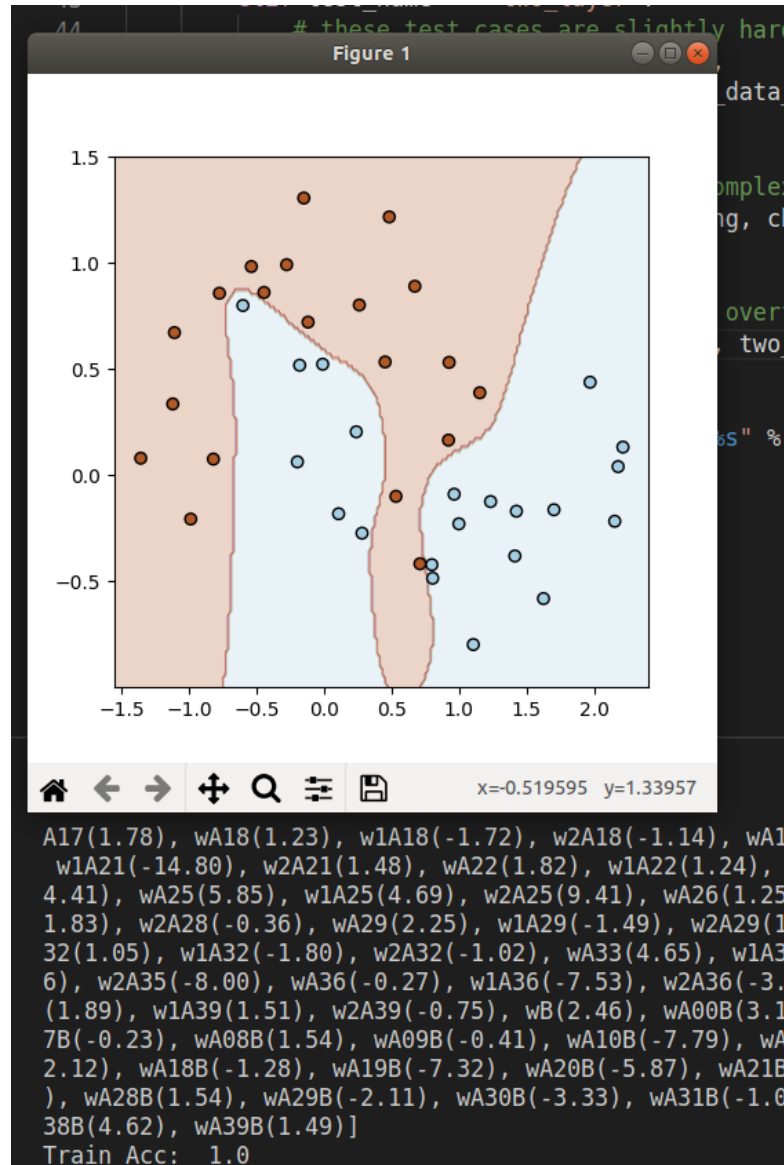 44
# these test cases are slightly hard
Figure 1
_data_
omplex
ng,
1.5
1.0
0.5
0.0
−0.5
−1.5 −1.0 −0.5 0.0 0.5 1.0 1.5 2.0
over
, two_
%s" %
x=-0.519595 y=1.33957
A17(1.78), wA18(1.23), w1A18(-1.72), w2A18(-1.14), wA1
w1A21(-14.80), w2A21(1.48), wA22(1.82), w1A22(1.24),
4.41), wA25(5.85), w1A25(4.69), w2A25(9.41), wA26(1.25
1.83), w2A28(-0.36), wA29(2.25), w1A29(-1.49), w2A29(1
32(1.05), w1A32(-1.80), w2A32(-1.02), wA33(4.65), w1A3
6), w2A35(-8.00), wA36(-0.27), w1A36(-7.53), w2A36(-3.
(1.89), w1A39(1.51), w2A39(-0.75), wB(2.46), wA00B(3.1
7B(-0.23), wA08B(1.54), wA09B(-0.41), wA10B(-7.79), wA
2.12), wA18B(-1.28), wA19B(-7.32), wA20B(-5.87), wA21B
), wA28B(1.54), wA29B(-2.11), wA30B(-3.33), wA31B(-1.0
38B(4.62), wA39B(1.49)]
Train Acc:  1.0